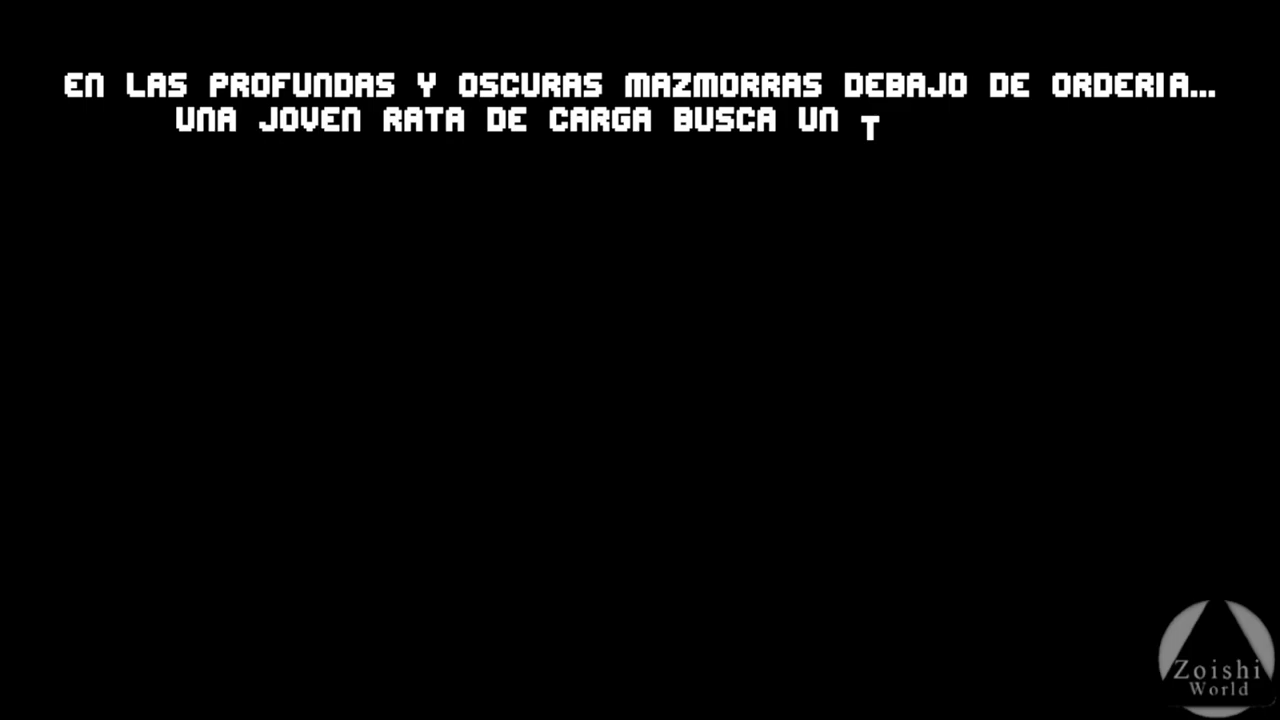 EN LAS PROFUNDAS Y OSCURAS MAZMORRAS DEBAJO DE ORDERIA...
UNA JOVEN RATA DE CARGA BUSCA UN T
Zoishi
World